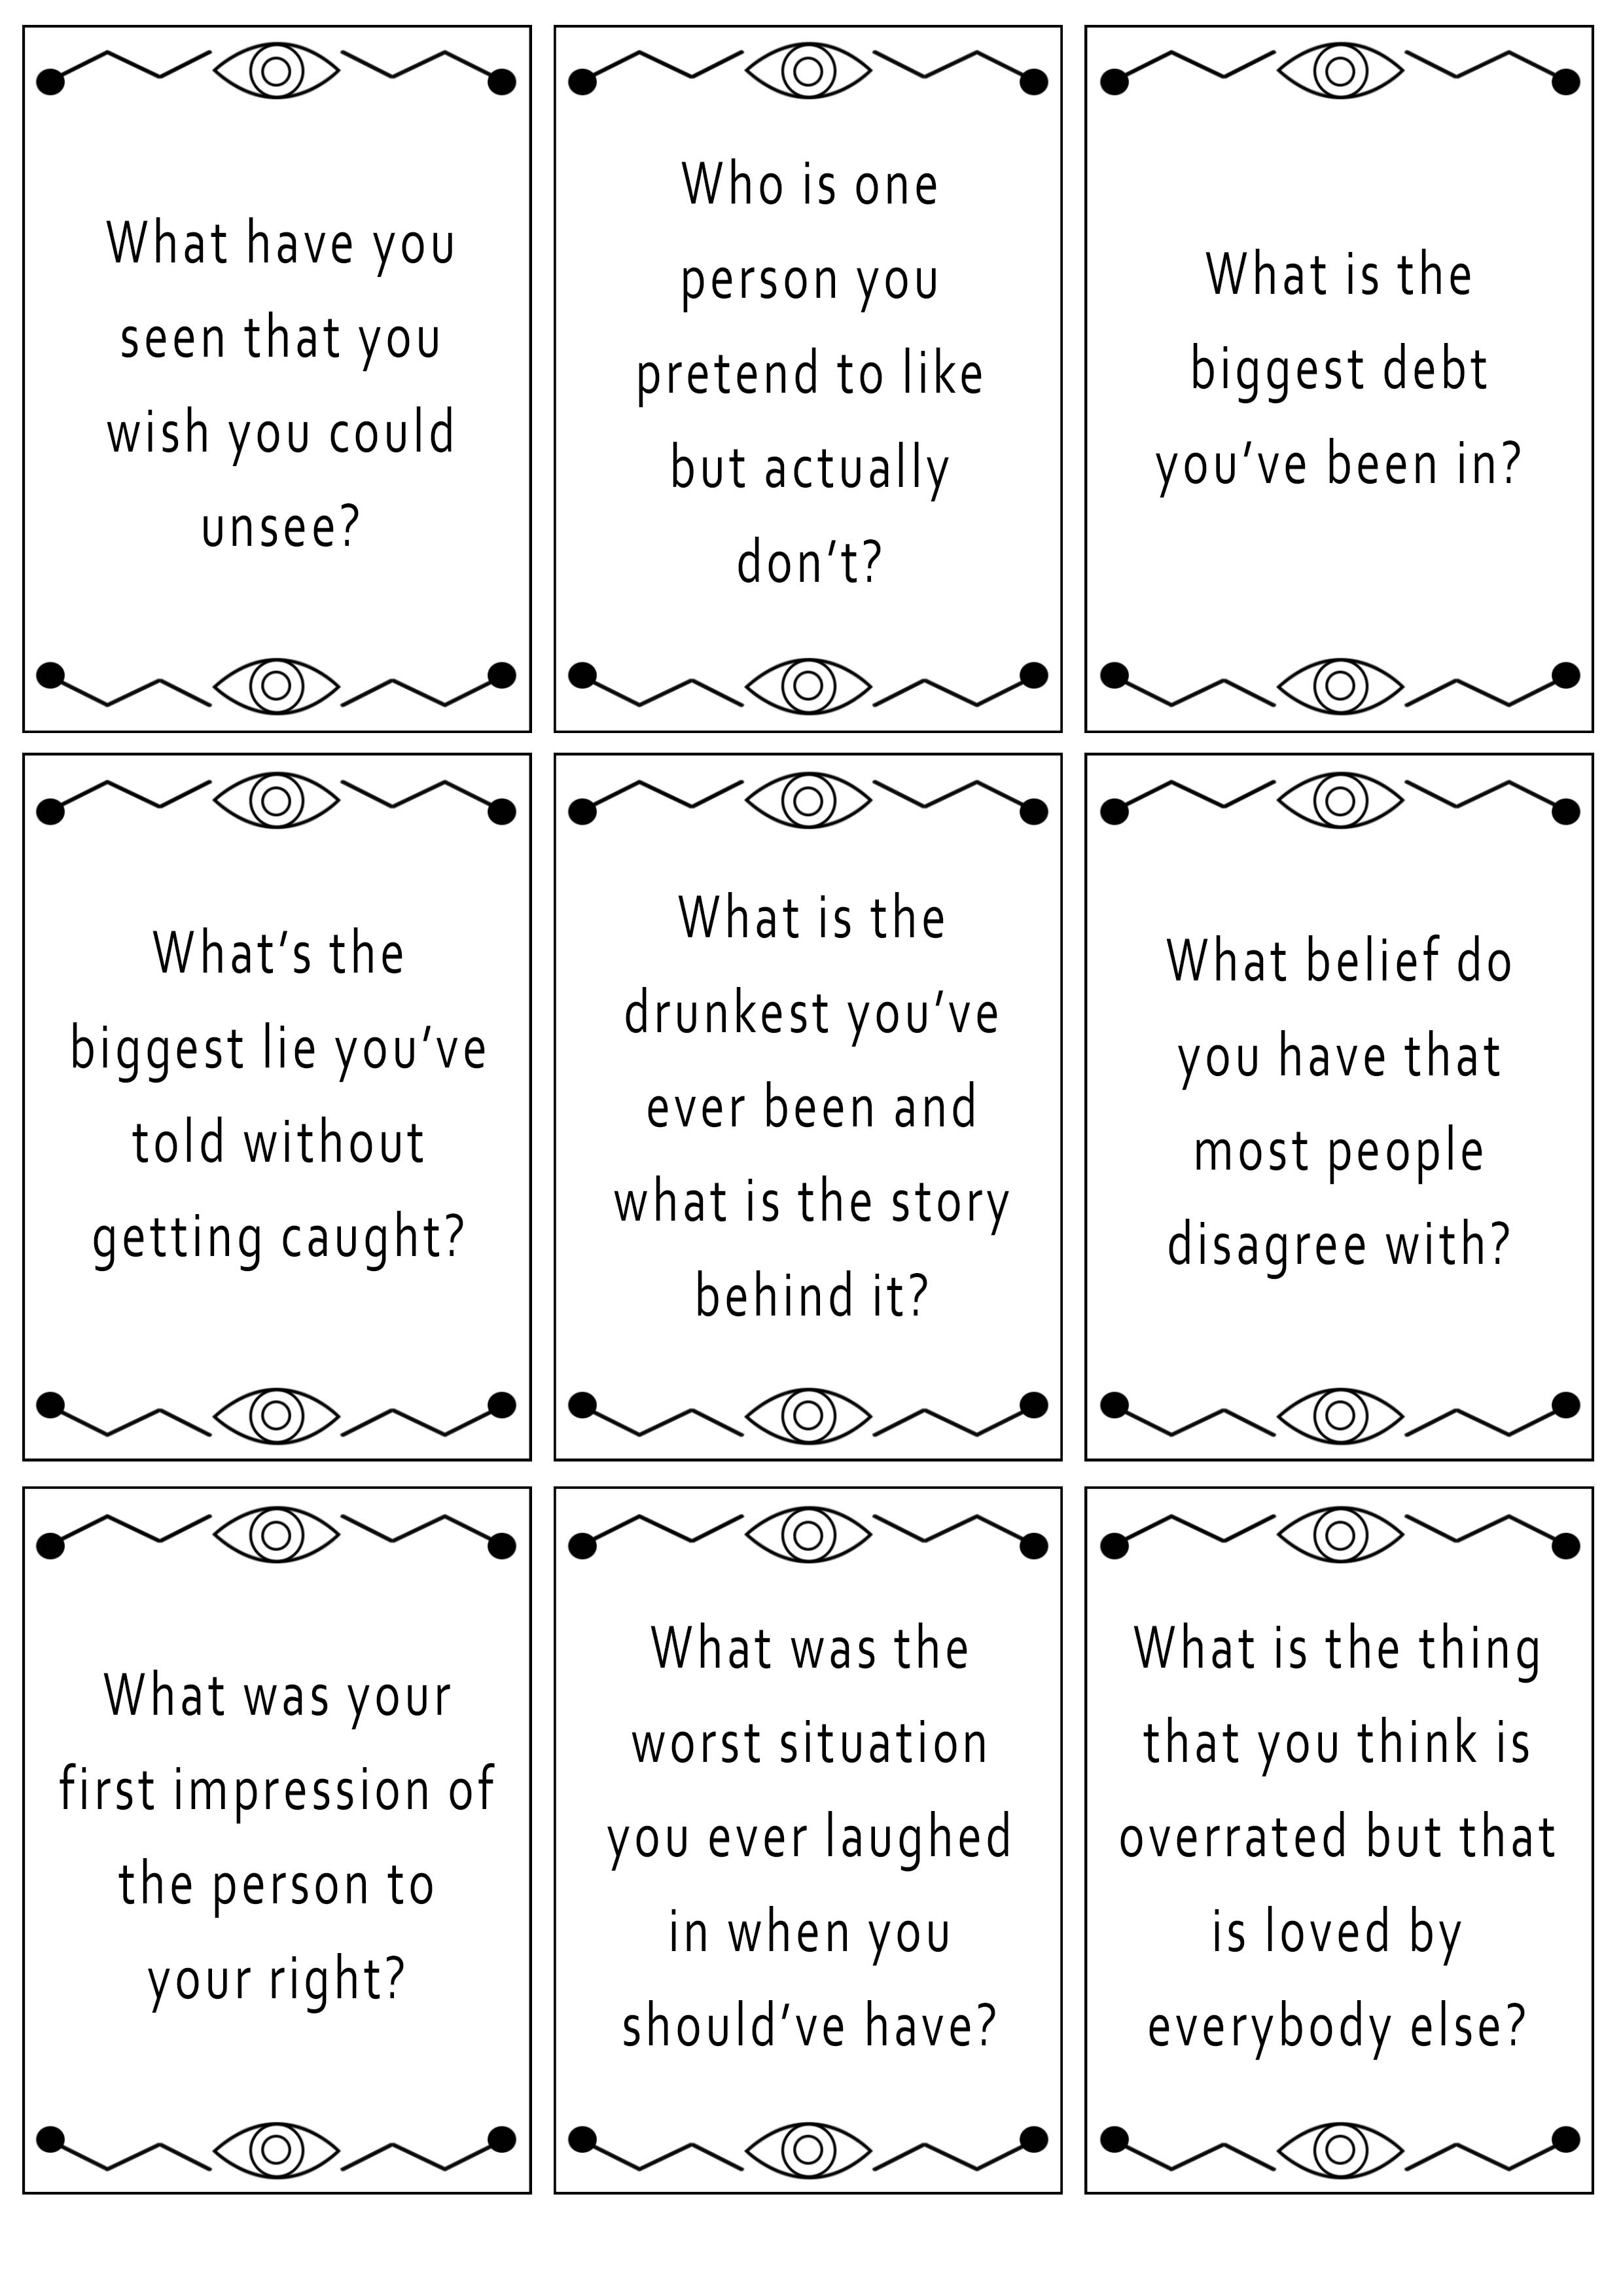 What have you
seen that you
wish you could
unsee?
Who is one
person you
pretend to like
but actually
don't?
What is the
biggest debt
you've been in?
What's the
biggest lie you've
told without
getting caught?
What is the
drunkest you've
ever been and
what is the story
behind it?
What belief do
you have that
most people
disagree with?
What was your
first impression of
the person to
your right?
What was the
worst situation
you ever laughed
in when you
should've have?
What is the thing
that you think is
overrated but that
is loved by
everybody else?